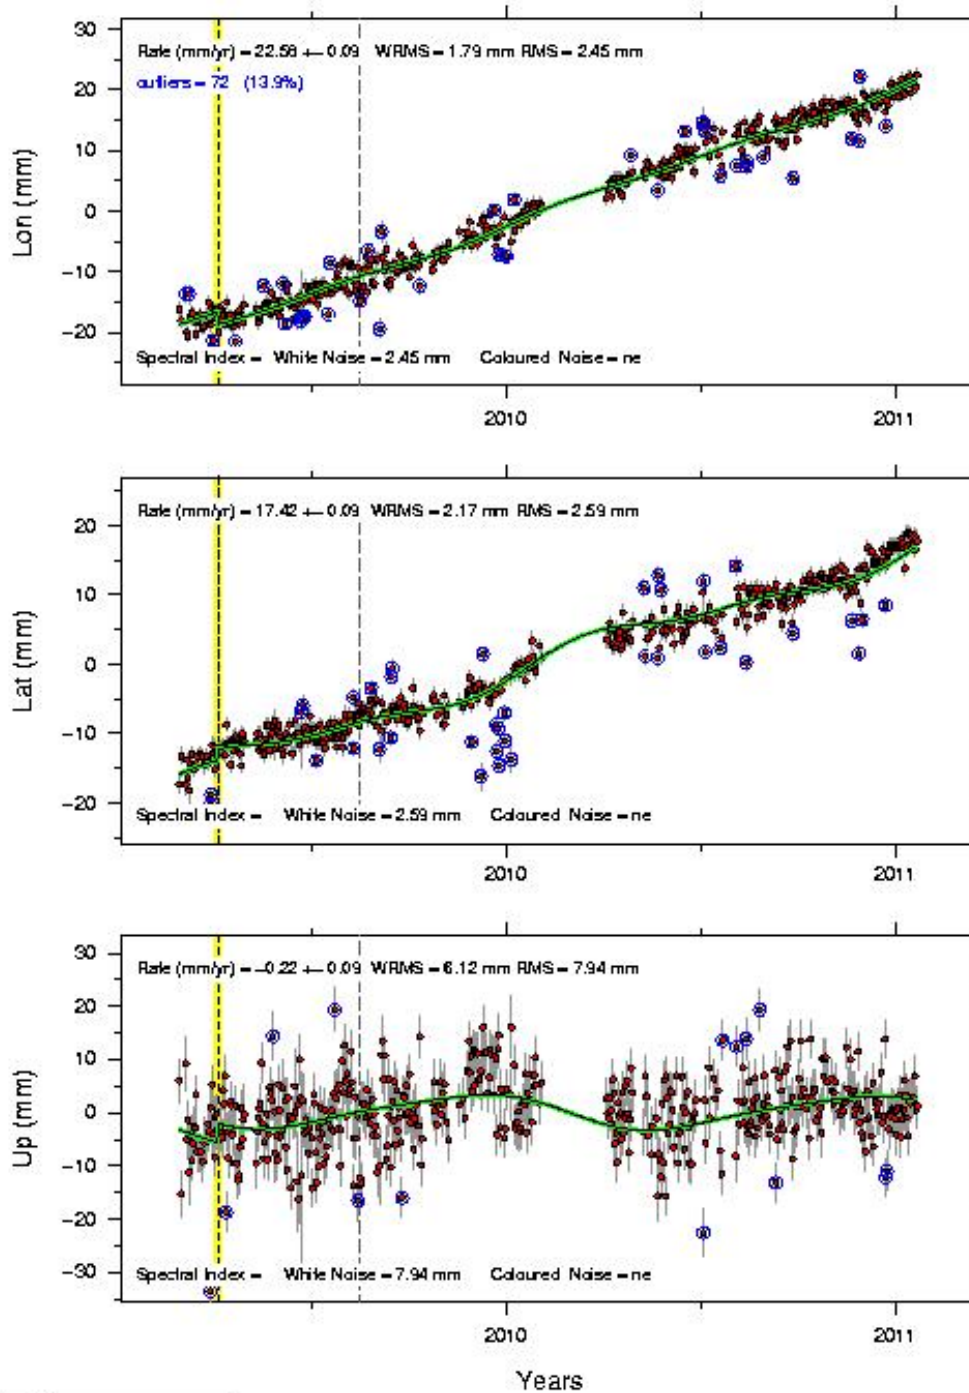 30
Rate (mm/yr) = 22.56 +- 0.09 WRMS = 1.79 mm RMS = 2.45 mm
outliers = 72 (13.9%)
20
10
0
-10
-20
Lon (mm)
Spectral Index = White Noise = 2.45 mm Coloured Noise = ne
2010 2011
Rate (mm/yr) = 17.42 +- 0.09 WRMS = 2.17 mm RMS = 2.59 mm
20
10
0
-10
-20
Lat (mm)
Spectral Index = White Noise = 2.59 mm Coloured Noise = ne
2010 2011
30
Rate (mm/yr) = -0.22 +- 0.09 WRMS = 6.12 mm RMS = 7.94 mm
20
10
0
-10
-20
-30
Up (mm)
Spectral Index = White Noise = 7.94 mm Coloured Noise = ne
2010 2011
Years